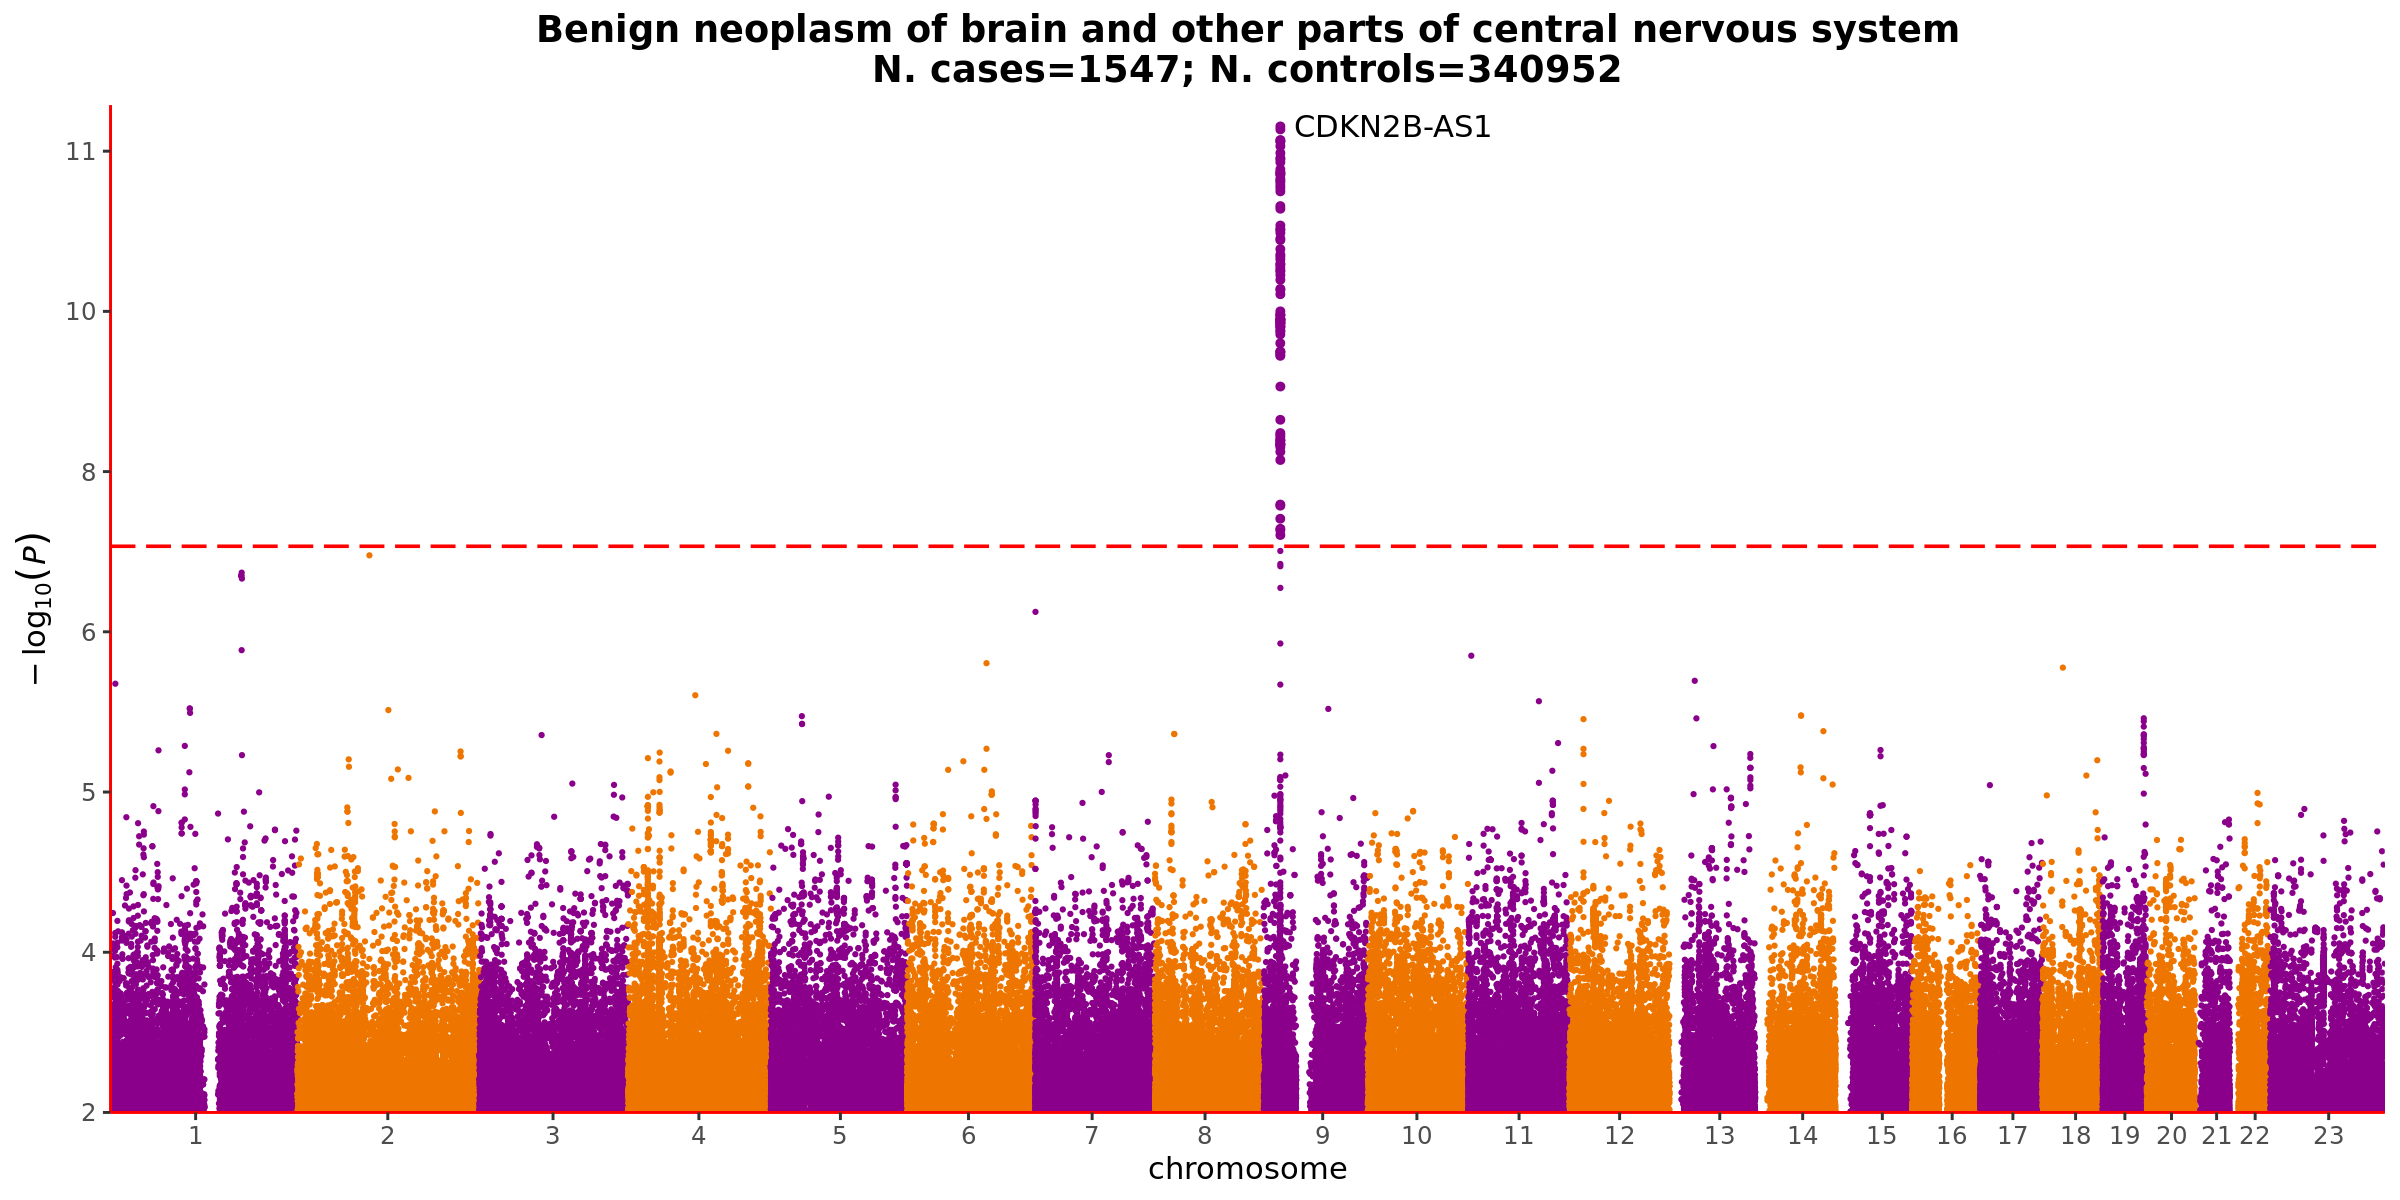 Benign neoplasm of brain and other parts of central nervous system
N. cases=1547; N. controls=340952
CDKN2B-AS1
11
10
8
6
5
4
2
−log10(P)
1 2 3 4 5 6 7 8 9 10 11 12 13 14 15 16 17 18 19 20 21 22 23
chromosome